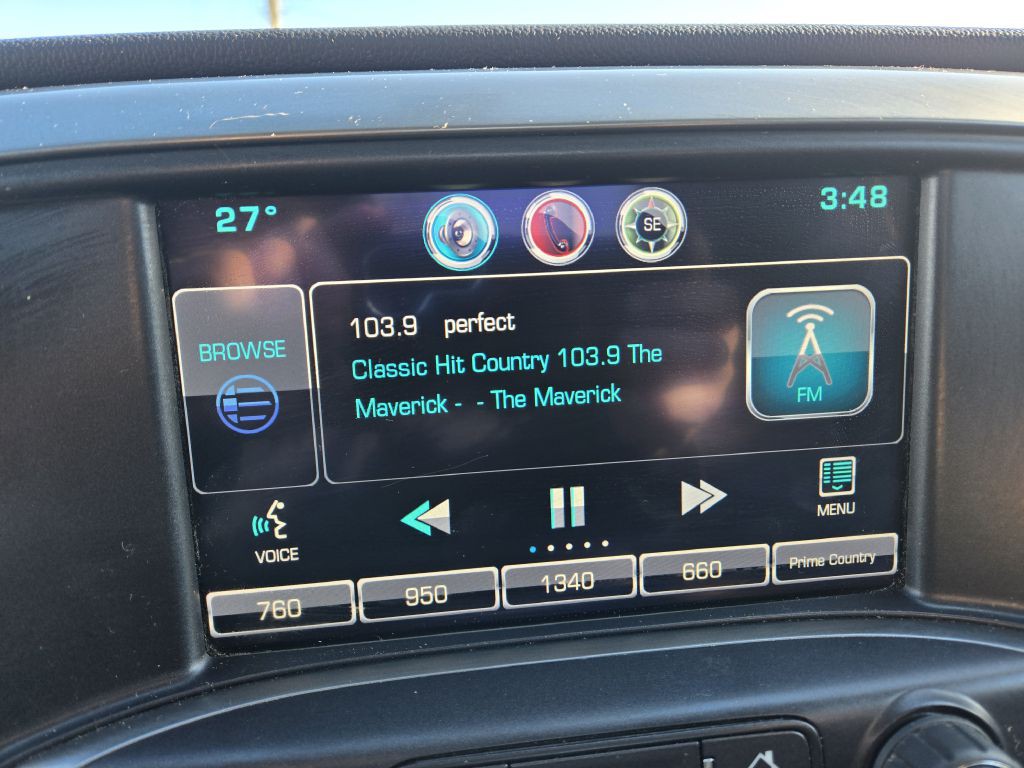 27°
SE
3:48
BROWSE
103.9 perfect
Classic Hit Country 103.9 The
Maverick - - The Maverick
FM
VOICE
MENU
760
950
1340
660
Prime Country